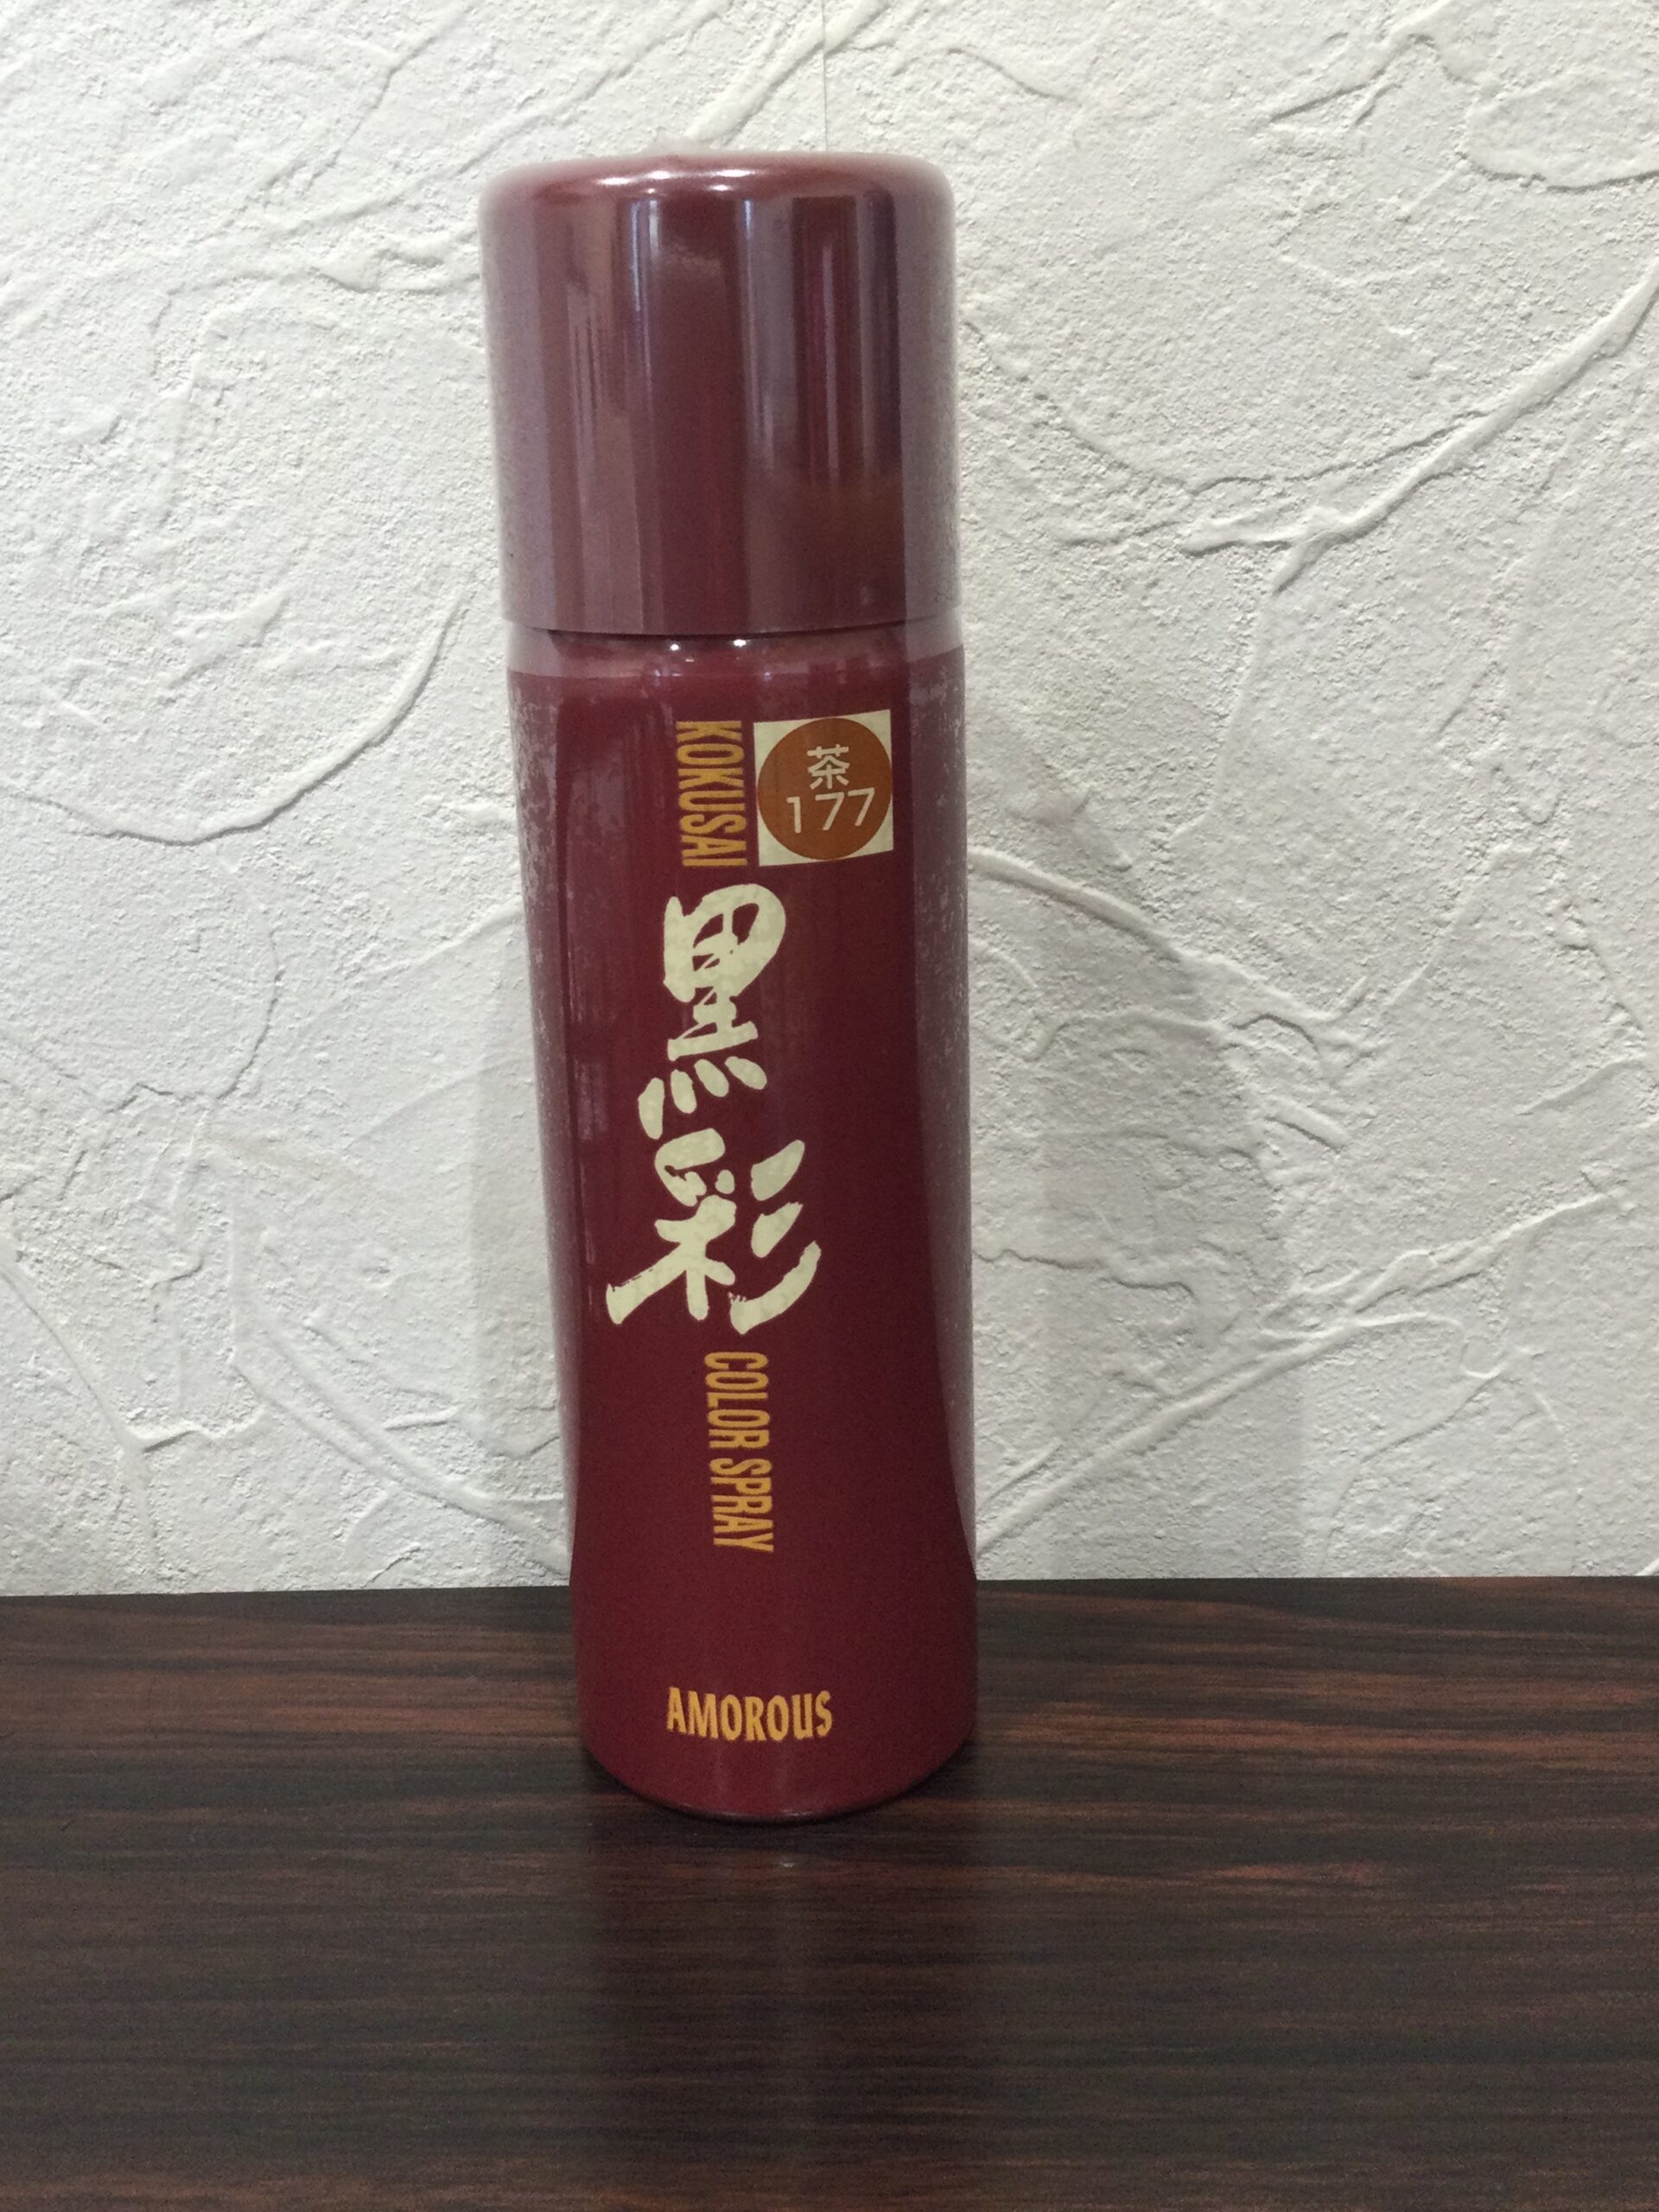 茶
177
KOKUSAI
黒彩
COLOR SPRAY
AMOROUS